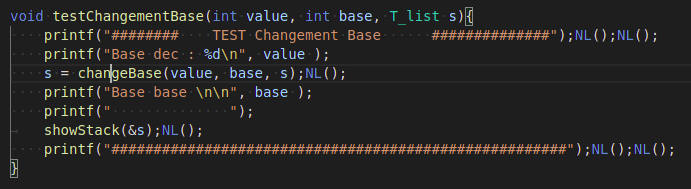 void testChangementBase(int value, int base, T_list s){
    printf("########    TEST Changement Base      ##############");NL();NL();
    printf("Base dec : %d\n", value );
    s = changeBase(value, base, s);NL();
    printf("Base base \n\n", base );
    printf("              ");
    showStack(&s);NL();
    printf("######################################################");NL();NL();
}